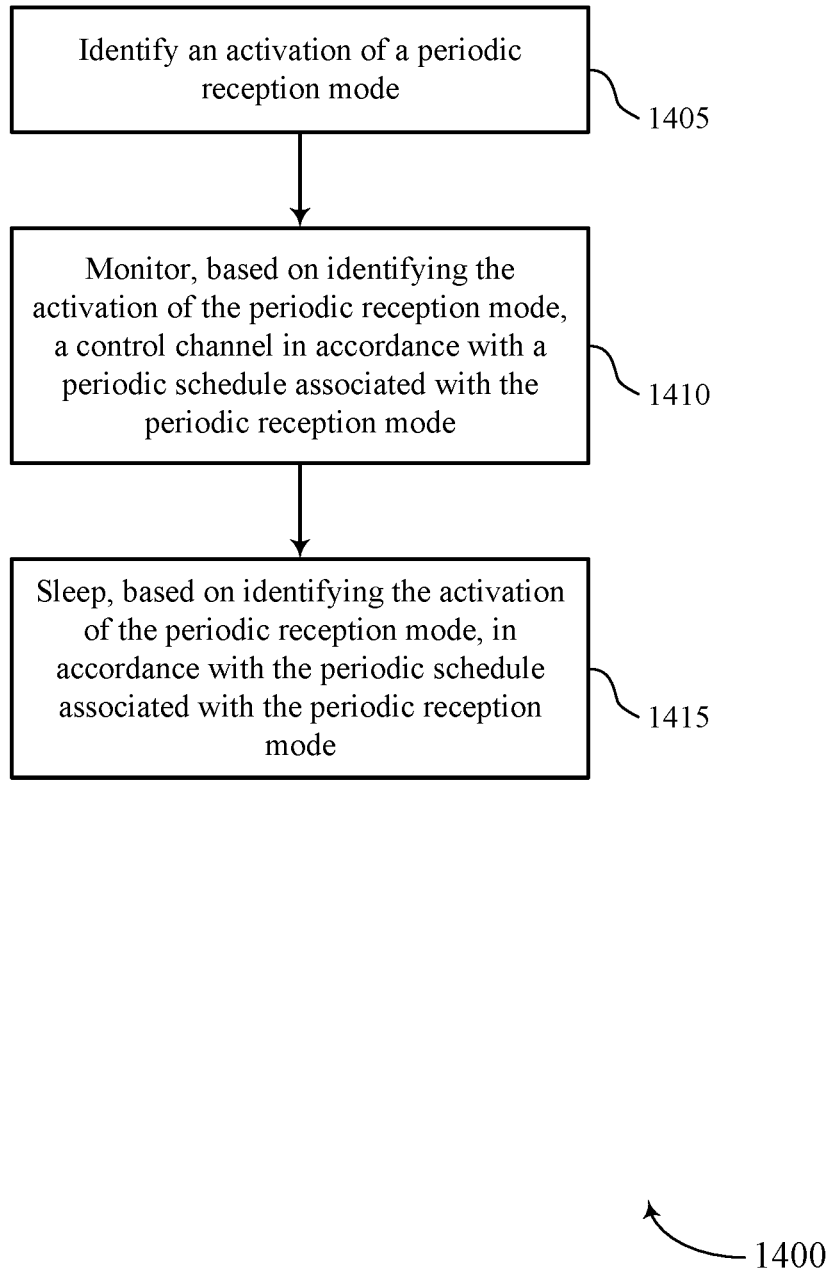 Identify an activation of a periodic
reception mode
1405
Monitor, based on identifying the
activation of the periodic reception mode,
a control channel in accordance with a
periodic schedule associated with the
periodic reception mode
1410
Sleep, based on identifying the activation
of the periodic reception mode, in
accordance with the periodic schedule
associated with the periodic reception
mode
1415
1400